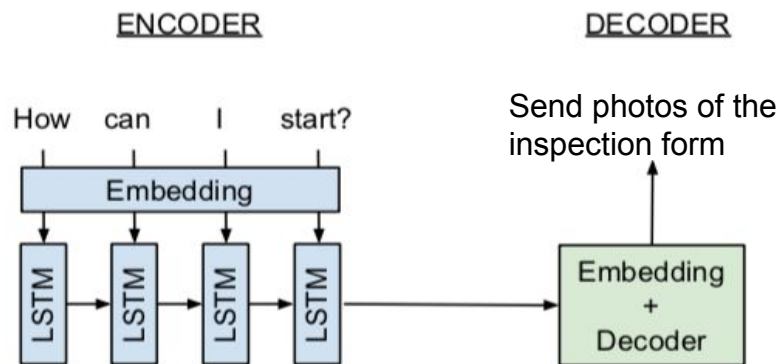 ENCODER
DECODER
How can I start?
Send photos of the
inspection form
Embedding
LSTM LSTM LSTM LSTM
Embedding
+
Decoder